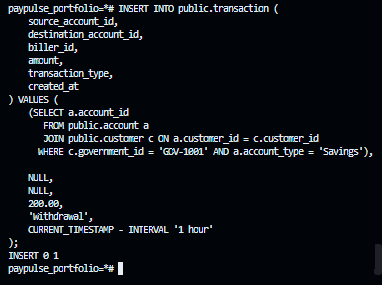 paypulse_portfolio=*# INSERT INTO public.transaction (
    source_account_id,
    destination_account_id,
    biller_id,
    amount,
    transaction_type,
    created_at
) VALUES (
    (SELECT a.account_id
       FROM public.account a
       JOIN public.customer c ON a.customer_id = c.customer_id
      WHERE c.government_id = 'GOV-1001' AND a.account_type = 'Savings'),

    NULL,
    NULL,
    200.00,
    'Withdrawal',
    CURRENT_TIMESTAMP - INTERVAL '1 hour'
);
INSERT 0 1
paypulse_portfolio=*#